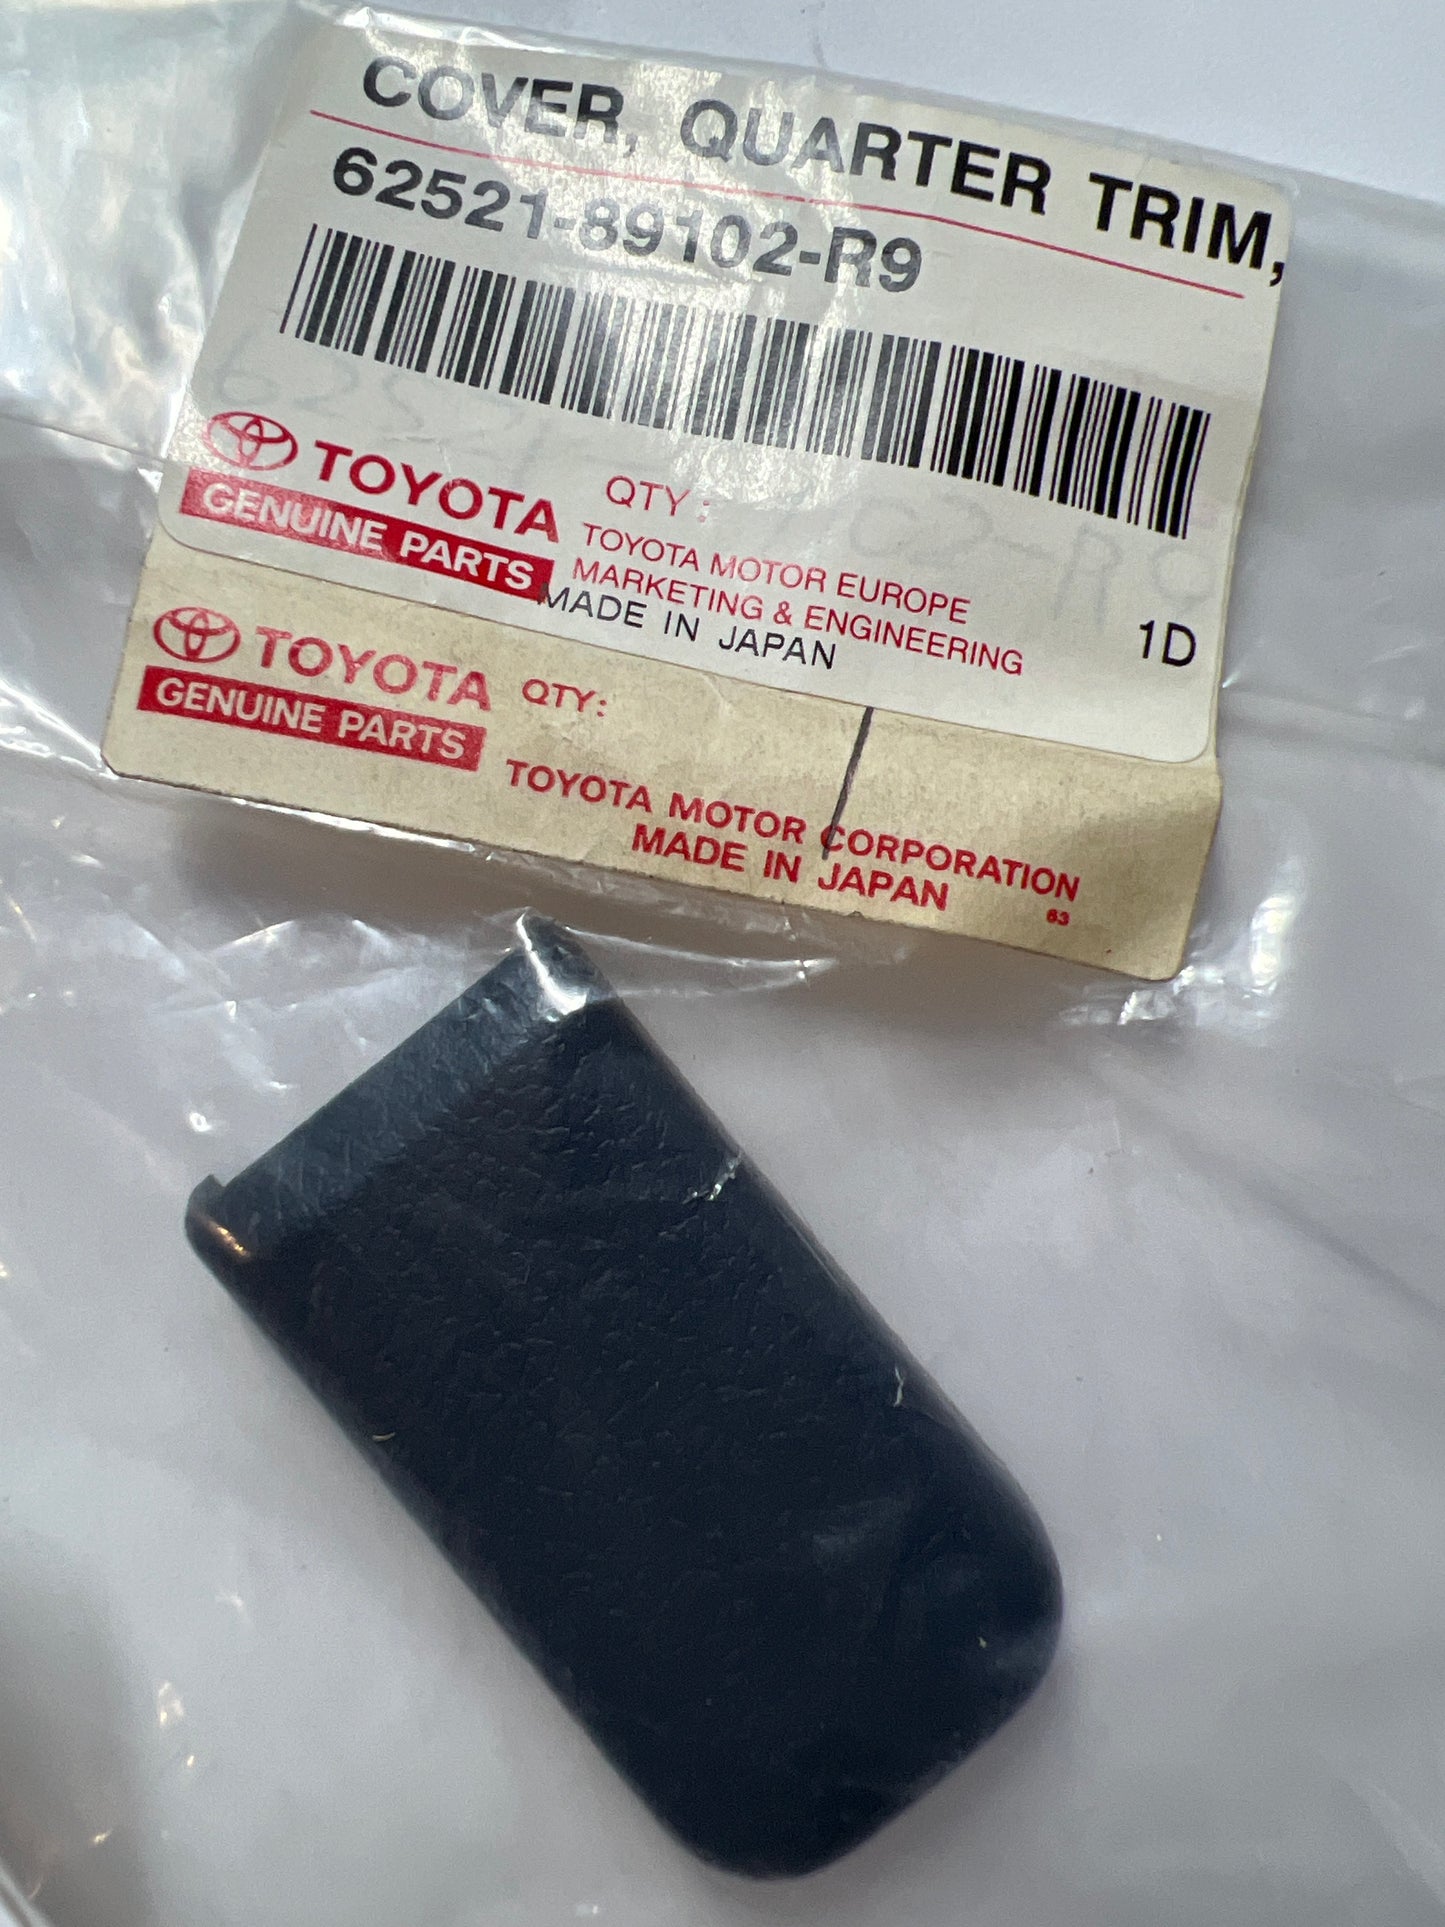 COVER, QUARTER TRIM,
62521-89102-R9
TOYOTA
GENUINE PARTS
QTY :
TOYOTA MOTOR EUROPE
MARKETING & ENGINEERING
MADE IN JAPAN
1D
TOYOTA
GENUINE PARTS
QTY:
TOYOTA MOTOR CORPORATION
MADE IN JAPAN
63